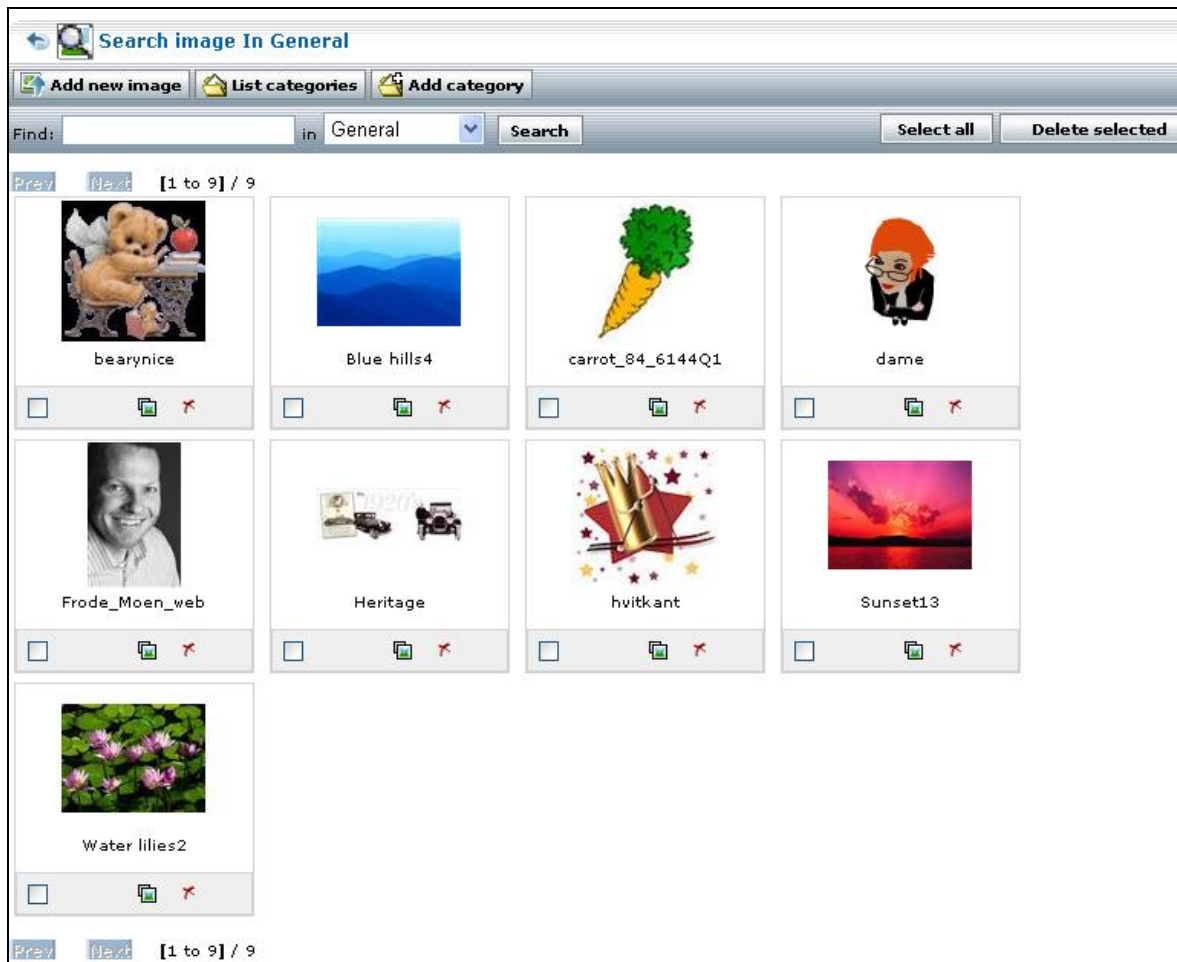 Search image In General
Add new image List categories Add category
Find: in General Search Select all Delete selected
Prev Next [1 to 9] / 9
bearynice Blue hills4 carrot_84_6144Q1 dame
1920's
Frode_Moen_web Heritage hvitkant Sunset13
Water lilies2
Prev Next [1 to 9] / 9